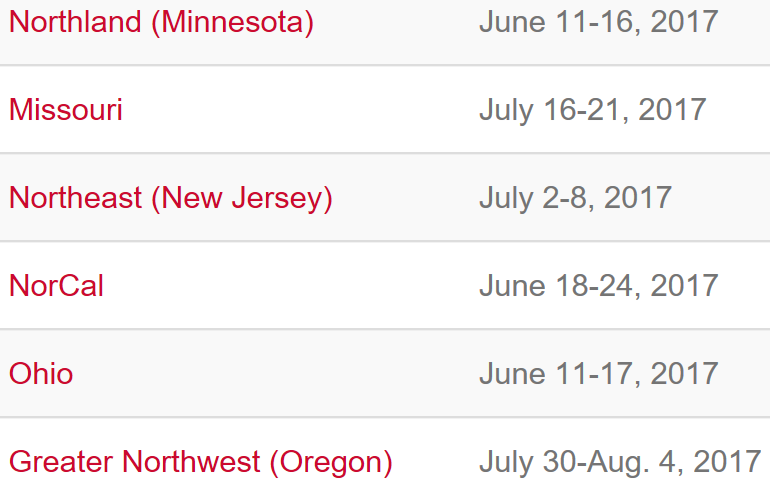 Northland (Minnesota) June 11-16, 2017
Missouri July 16-21, 2017
Northeast (New Jersey) July 2-8, 2017
NorCal June 18-24, 2017
Ohio June 11-17, 2017
Greater Northwest (Oregon) July 30-Aug. 4, 2017